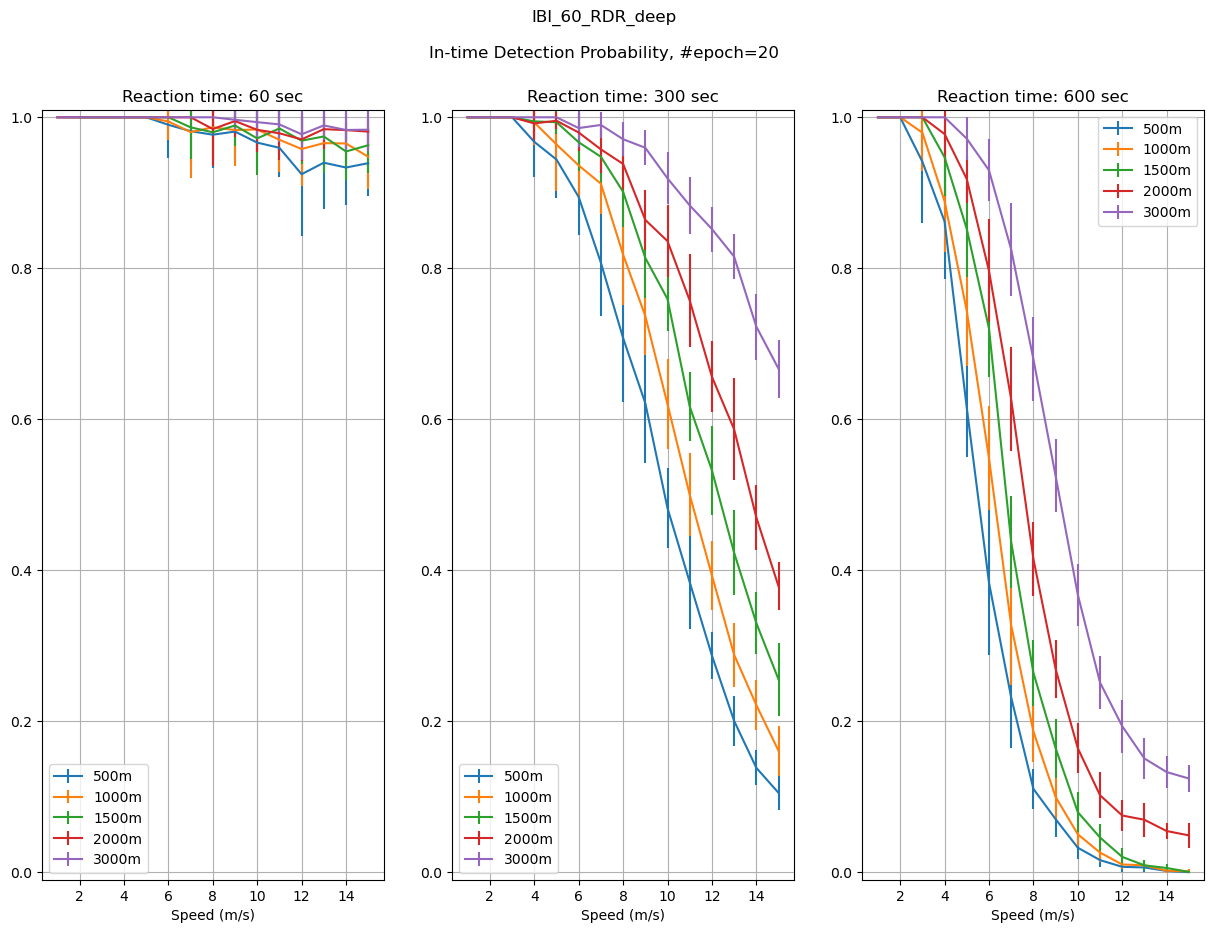 IBI_60_RDR_deep
In-time Detection Probability, #epoch=20
Reaction time: 60 sec
1.0
0.8
0.6
0.4
0.2
0.0
500m
1000m
1500m
2000m
3000m
2 4 6 8 10 12 14
Speed (m/s)
Reaction time: 300 sec
1.0
0.8
0.6
0.4
0.2
0.0
500m
1000m
1500m
2000m
3000m
2 4 6 8 10 12 14
Speed (m/s)
Reaction time: 600 sec
1.0
0.8
0.6
0.4
0.2
0.0
500m
1000m
1500m
2000m
3000m
2 4 6 8 10 12 14
Speed (m/s)